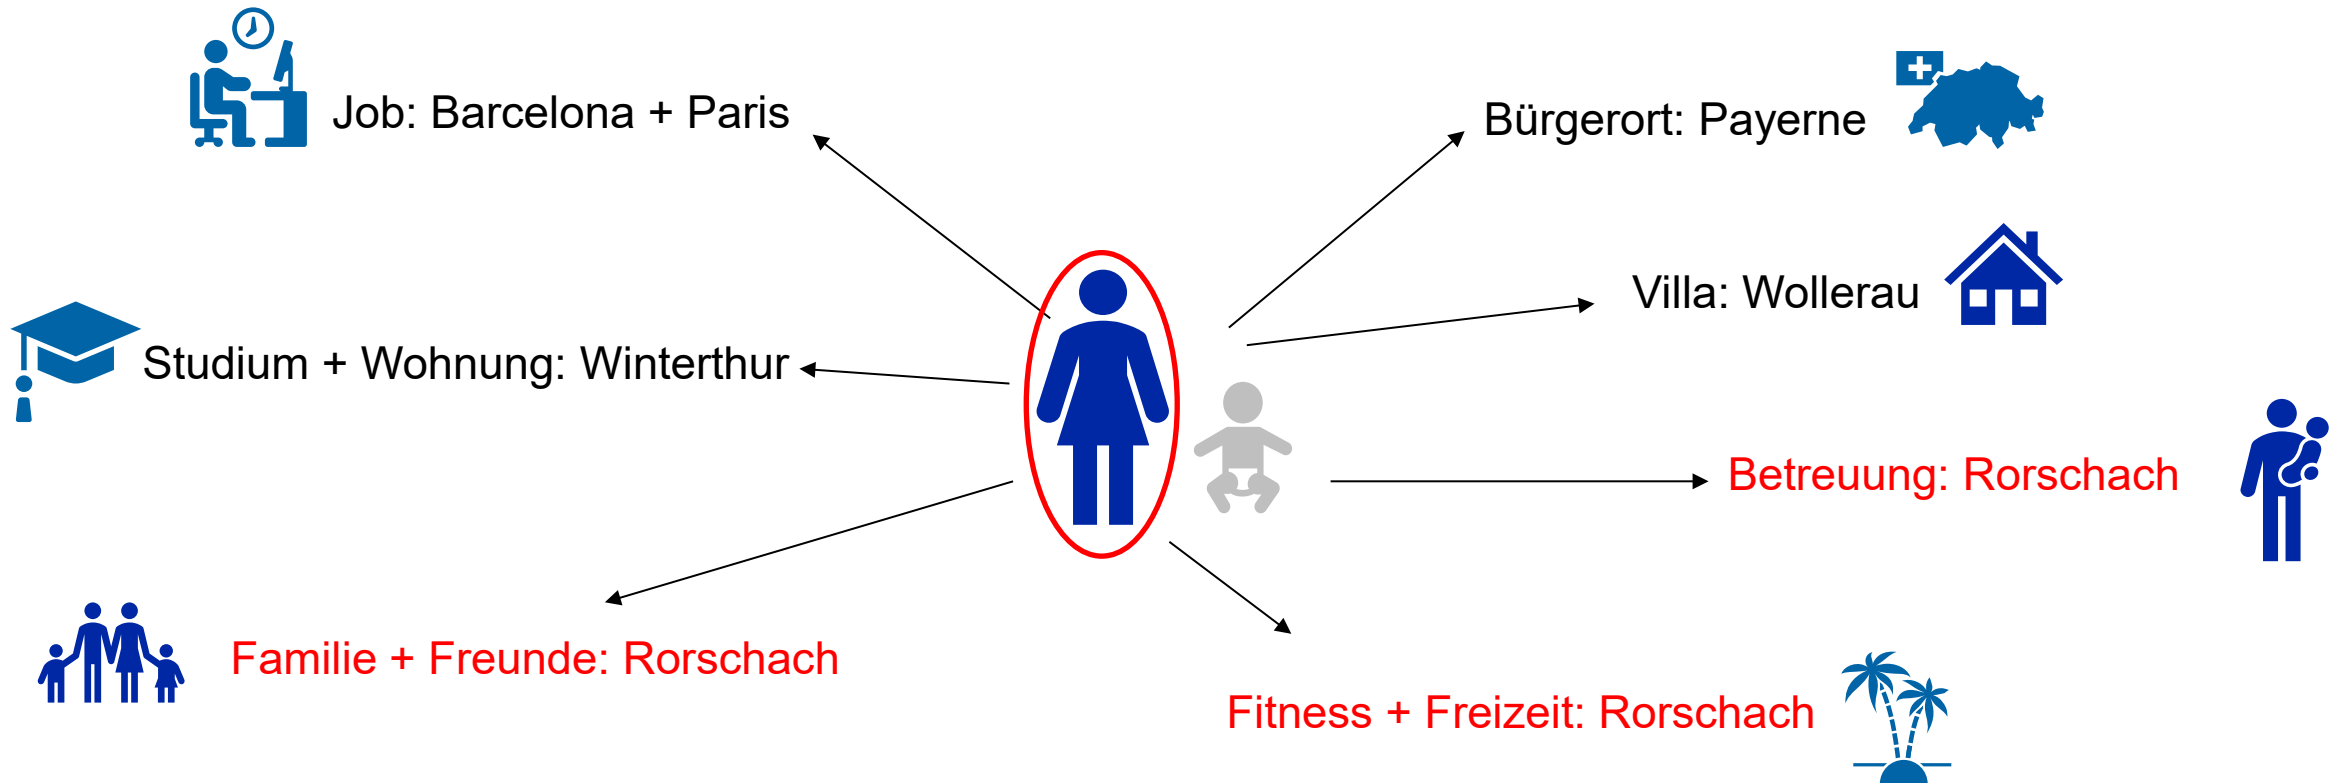 Job: Barcelona + Paris
Bürgerort: Payerne
Villa: Wollerau
Studium + Wohnung: Winterthur
Betreuung: Rorschach
Familie + Freunde: Rorschach
Fitness + Freizeit: Rorschach